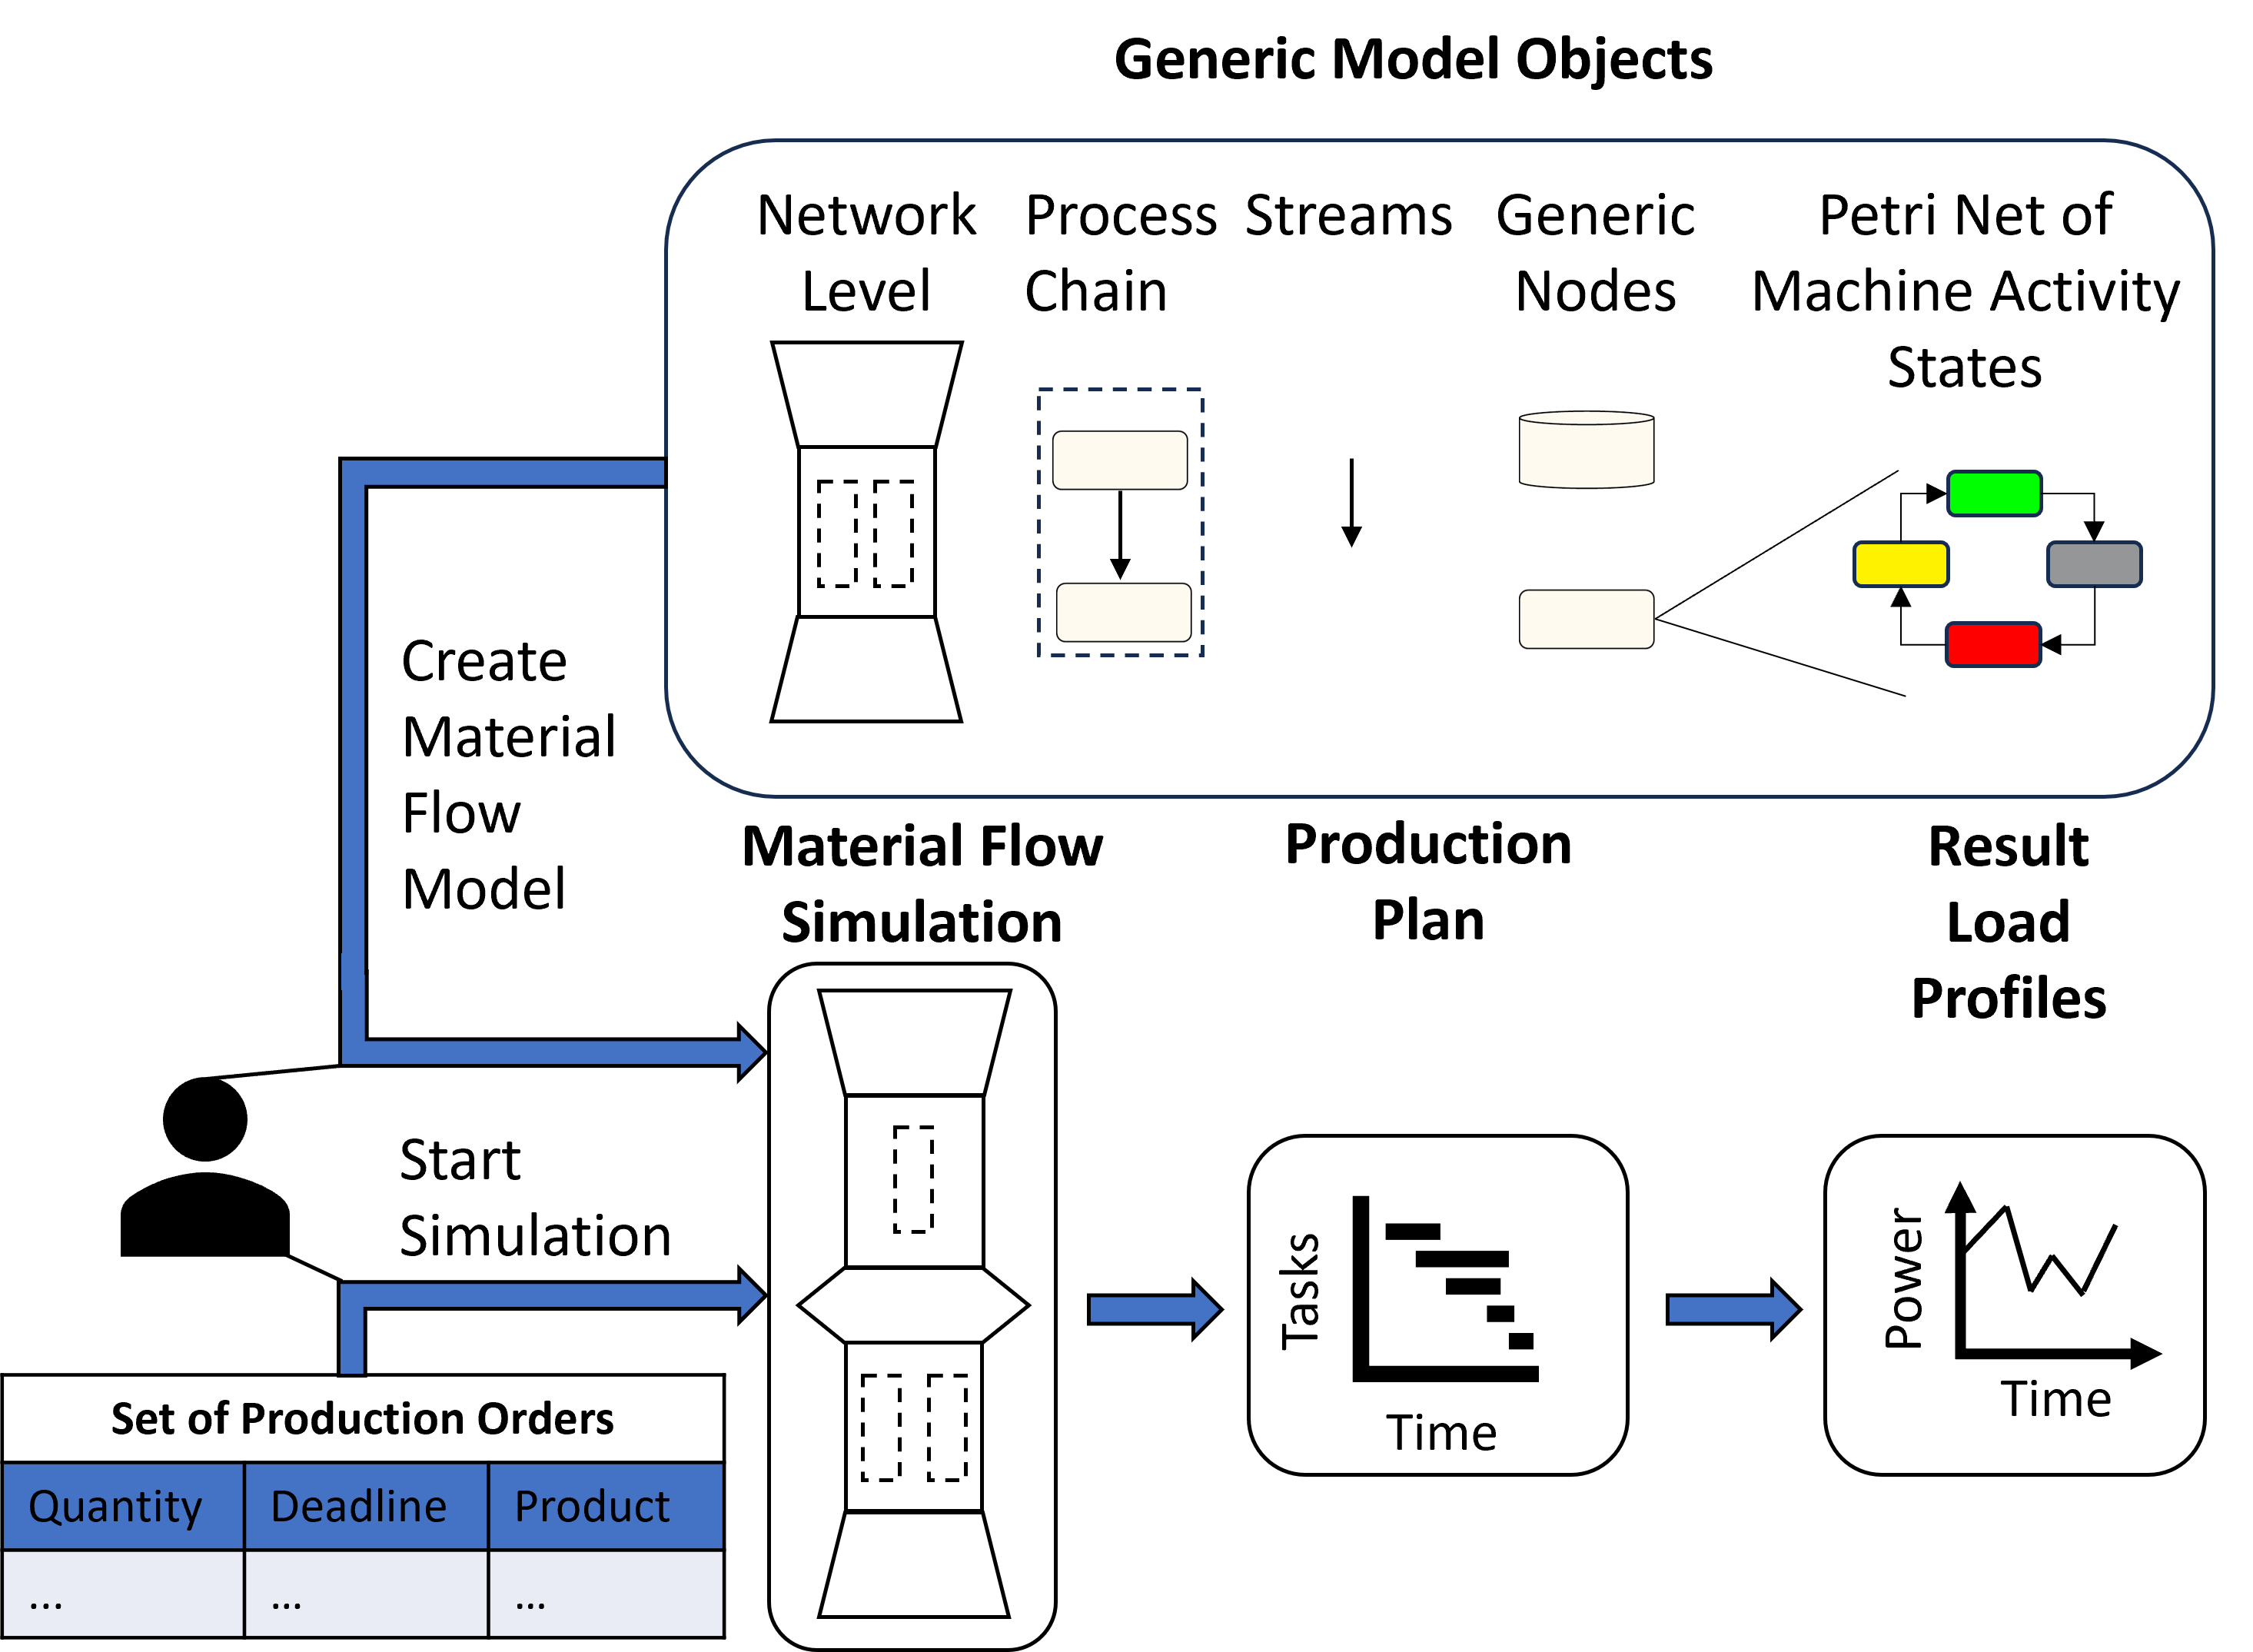 Generic Model Objects
Network
Level
Process
Chain
Streams
Generic
Nodes
Petri Net of
Machine Activity
States
Create
Material
Flow
Model
Material Flow
Simulation
Production
Plan
Result
Load
Profiles
Start
Simulation
Tasks
Time
Power
Time
Set of Production Orders
Quantity Deadline Product
... ... ...